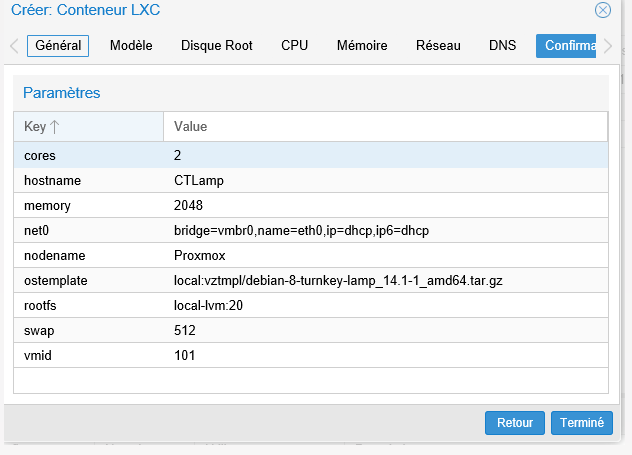 Créer: Conteneur LXC
Général Modèle Disque Root CPU Mémoire Réseau DNS Confirma
Paramètres
Key Value
cores 2
hostname CTLamp
memory 2048
net0 bridge=vmbr0,name=eth0,ip=dhcp,ip6=dhcp
nodename Proxmox
ostemplate local:vztmpl/debian-8-turnkey-lamp_14.1-1_amd64.tar.gz
rootfs local-lvm:20
swap 512
vmid 101
Retour Terminé